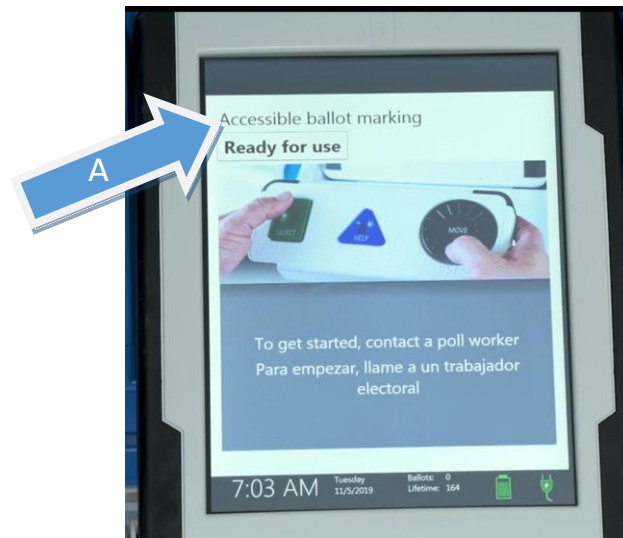 A
Accessible ballot marking
Ready for use
SELECT
HELP
MOVE
To get started, contact a poll worker
Para empezar, llame a un trabajador
electoral
7:03 AM
Tuesday
11/5/2019
Ballots: 0
Lifetime: 164